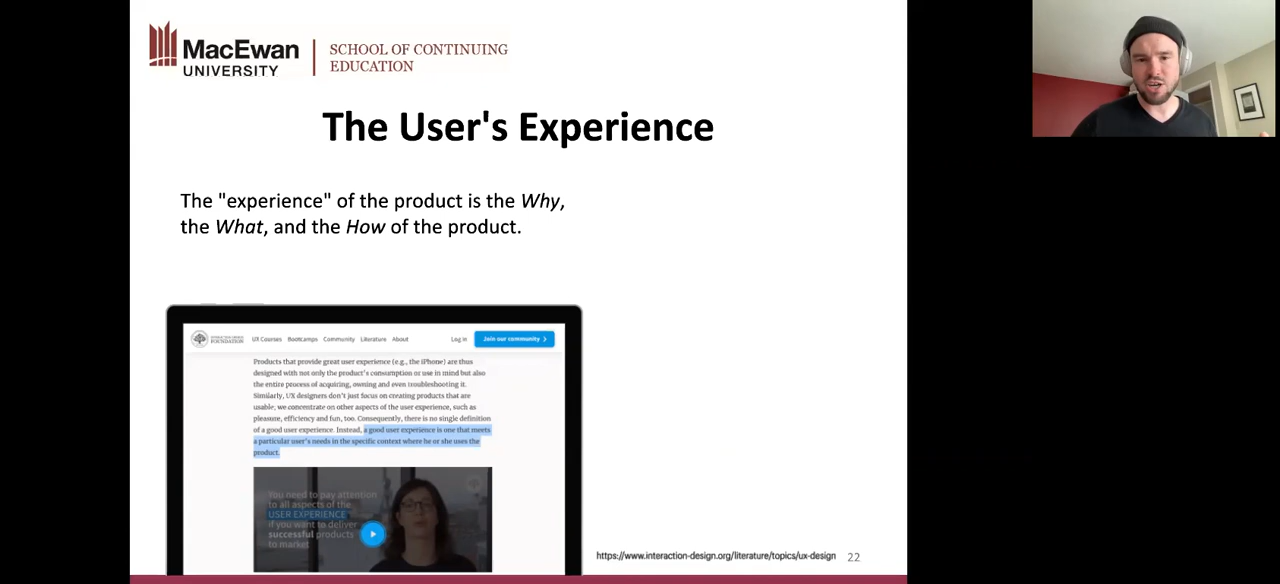 MacEwan
UNIVERSITY
SCHOOL OF CONTINUING
EDUCATION
The User's Experience
The "experience" of the product is the Why,
the What, and the How of the product.
INTERACTION DESIGN
FOUNDATION
UX Courses Bootcamps Community Literature About
Log in
Join our community
Products that provide great user experience (e.g., the iPhone) are thus
designed with not only the product's consumption or use in mind but also
the entire process of acquiring, owning and even troubleshooting it.
Similarly, UX designers don't just focus on creating products that are
usable; we concentrate on other aspects of the user experience, such as
pleasure, efficiency and fun, too. Consequently, there is no single definition
of a good user experience. Instead, a good user experience is one that meets
a particular user's needs in the specific context where he or she uses the
product.
You need to pay attention
to all aspects of the
USER EXPERIENCE
if you want to deliver
successful products
to market
https://www.interaction-design.org/literature/topics/ux-design
22